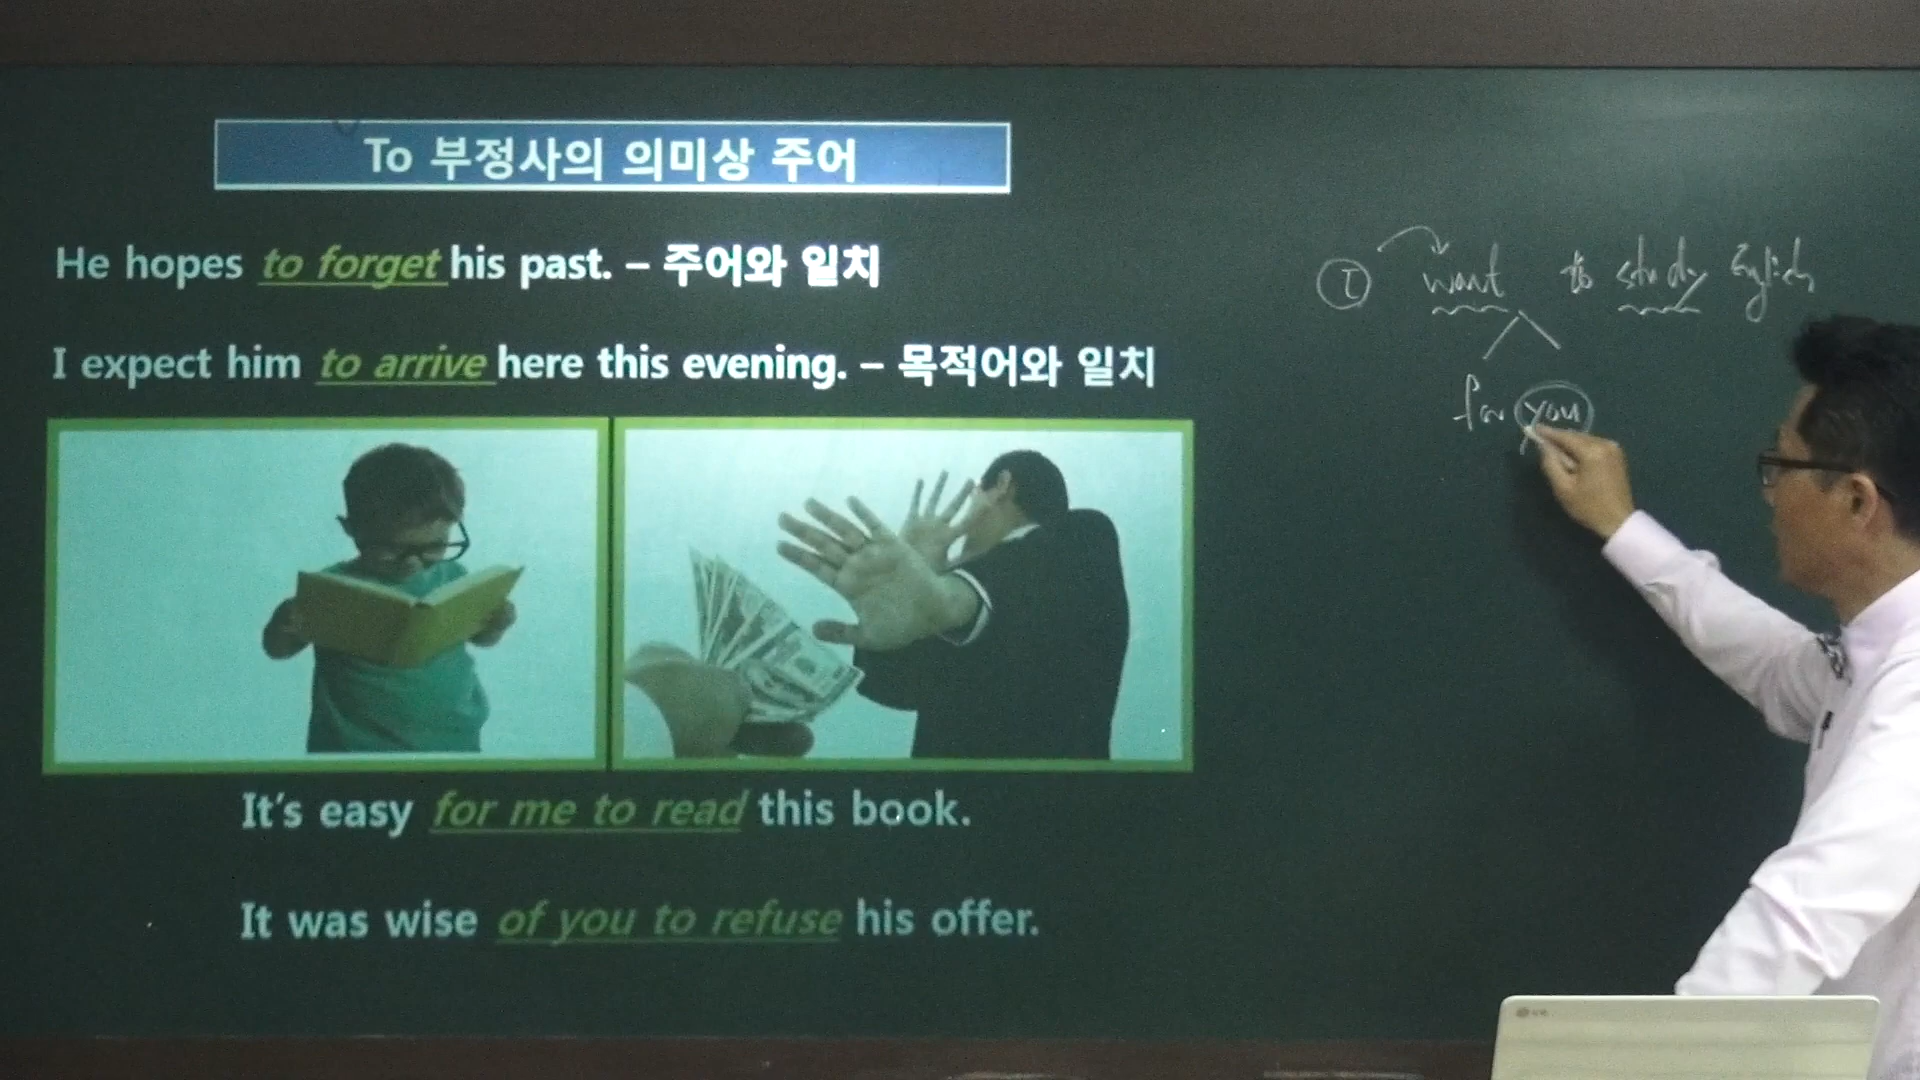 To 부정사의 의미상 주어
He hopes to forget his past. – 주어와 일치
I expect him to arrive here this evening. – 목적어와 일치
It's easy for me to read this book.
It was wise of you to refuse his offer.
I want to study English
for you